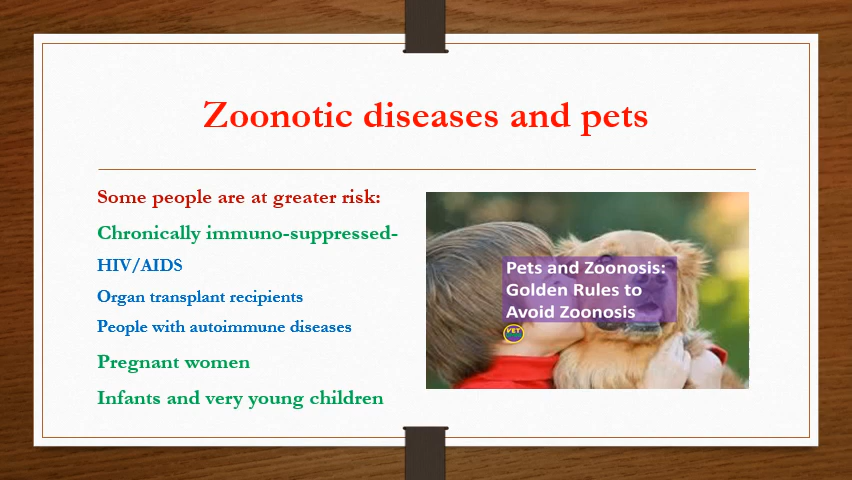 Zoonotic diseases and pets
Some people are at greater risk:
Chronically immuno-suppressed-
HIV/AIDS
Organ transplant recipients
People with autoimmune diseases
Pregnant women
Infants and very young children
Pets and Zoonosis:
Golden Rules to
Avoid Zoonosis
VET